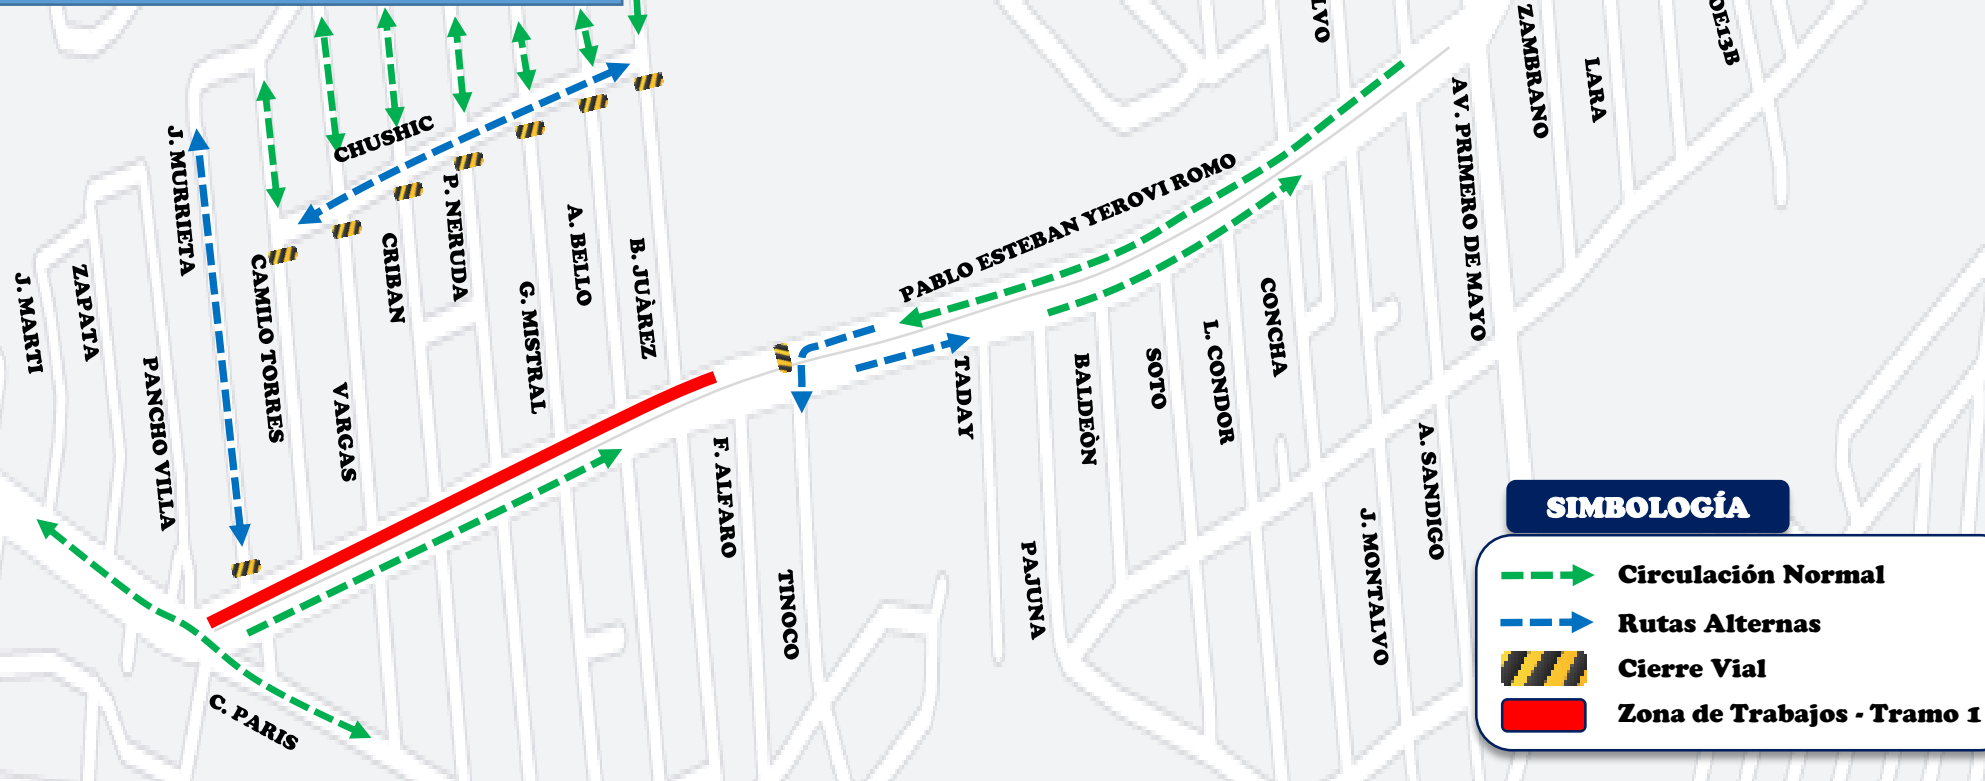 LVO
ZAMBRANO
LARA
OE13B
J. MURRIETA
CHUSHIC
P. NERUDA
CRIBAN
A. BELLO
B. JUÀREZ
G. MISTRAL
CAMILO TORRES
VARGAS
J. MARTI
ZAPATA
PANCHO VILLA
PABLO ESTEBAN YEROVI ROMO
AV. PRIMERO DE MAYO
CONCHA
L. CONDOR
SOTO
BALDEÒN
TADAY
F. ALFARO
TINOCO
PAJUNA
J. MONTALVO
A. SANDIGO
C. PARIS
SIMBOLOGÍA
Circulación Normal
Rutas Alternas
Cierre Vial
Zona de Trabajos - Tramo 1